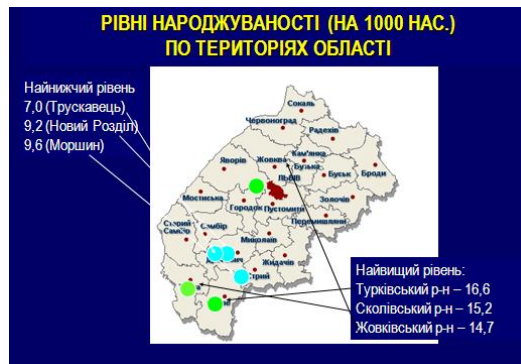 РІВНІ НАРОДЖУВАНОСТІ (НА 1000 НАС.)
ПО ТЕРИТОРІЯХ ОБЛАСТІ
Найнижчий рівень
7,0 (Трускавець)
9,2 (Новий Розділ)
9,6 (Моршин)
Сокаль
Червоноград
Радехів
Яворів
Жовква
Кам'янка
Бузька
Буськ
Броди
Львів
Мостиська
Городок
Пустомити
Золочів
Перемишляни
Старий
Самбір
Самбір
Миколаїв
Жидачів
Найвищий рівень:
Турківський р-н – 16,6
Сколівський р-н – 15,2
Жовківський р-н – 14,7